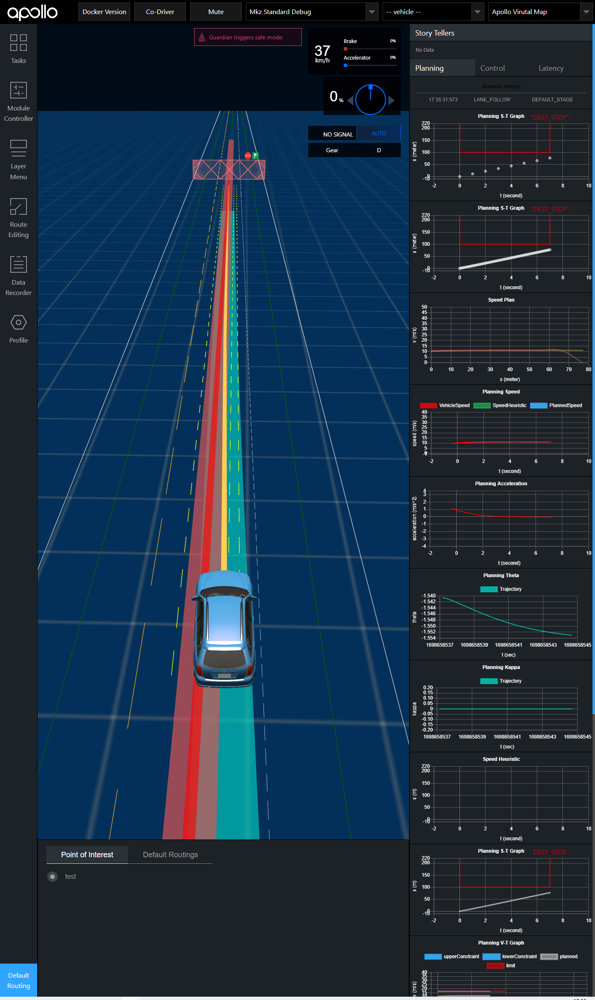 apollo
Docker Version
Co-Driver
Mute
Mkz Standard Debug
-- vehicle --
Apollo Virutal Map
Tasks
Module
Controller
Layer
Menu
Route
Editing
Data
Recorder
Profile
Default
Routing
Guardian triggers safe mode:
37
km/h
Brake
0%
Accelerator
0%
0 %
NO SIGNAL
AUTO
Gear
D
STOP
Point of Interest
Default Routings
test
Story Tellers
No Data
Planning
Control
Latency
Scenario History
17:35:31:573
LANE_FOLLOW
DEFAULT_STAGE
Planning S-T Graph
*DEST_STOP*
s (meter)
220
200
150
100
50
0
-10
-2 0 2 4 6 8 10
t (second)
Planning S-T Graph
*DEST_STOP*
s (meter)
220
200
150
100
50
0
-10
-2 0 2 4 6 8 10
t (second)
Speed Plan
v (m/s)
50
45
40
35
30
25
20
15
10
5
0
0 10 20 30 40 50 60 70 80
s (meter)
Planning Speed
VehicleSpeed
SpeedHeuristic
PlannedSpeed
speed (m/s)
40
35
30
25
20
15
10
5
0
-2 0 2 4 6 8 10
t (second)
Planning Acceleration
acceleration (m/s^2)
4
3
2
1
0
-1
-2
-3
-4
-2 0 2 4 6 8 10
t (second)
Planning Theta
Trajectory
theta
-1.540
-1.542
-1.544
-1.546
-1.548
-1.550
-1.552
-1.554
1698658537 1698658539 1698658541 1698658543 1698658545
t (sec)
Planning Kappa
Trajectory
kappa
0.20
0.15
0.10
0.05
0
-0.05
-0.10
-0.15
-0.20
1698658537 1698658539 1698658541 1698658543 1698658545
t (sec)
Speed Heuristic
s (m)
220
200
150
100
50
0
-10
-2 0 2 4 6 8 10
t (second)
Planning S-T Graph
DEST_STOP
s (m)
220
200
150
100
50
0
-10
-2 0 2 4 6 8 10
t (second)
Planning V-T Graph
upperConstraint
lowerConstraint
planned
limit
v (m/s)
40
35
30
25
20
15
10